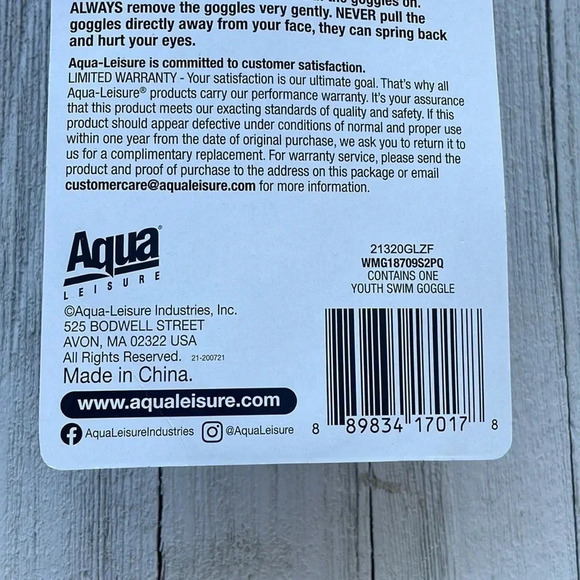 the goggles on.
ALWAYS remove the goggles very gently. NEVER pull the
goggles directly away from your face, they can spring back
and hurt your eyes.
Aqua-Leisure is committed to customer satisfaction.
LIMITED WARRANTY - Your satisfaction is our ultimate goal. That's why all
Aqua-Leisure® products carry our performance warranty. It's your assurance
that this product meets our exacting standards of quality and safety. If this
product should appear defective under conditions of normal and proper use
within one year from the date of original purchase, we ask you to return it to
us for a complimentary replacement. For warranty service, please send the
product and proof of purchase to the address on this package or email
customercare@aqualeisure.com for more information.
Aqua®
LEISURE
©Aqua-Leisure Industries, Inc.
525 BODWELL STREET
AVON, MA 02322 USA
All Rights Reserved. 21-200721
Made in China.
www.aqualeisure.com
AquaLeisureIndustries @AquaLeisure
21320GLZF
WMG18709S2PQ
CONTAINS ONE
YOUTH SWIM GOGGLE
8 89834 17017 8